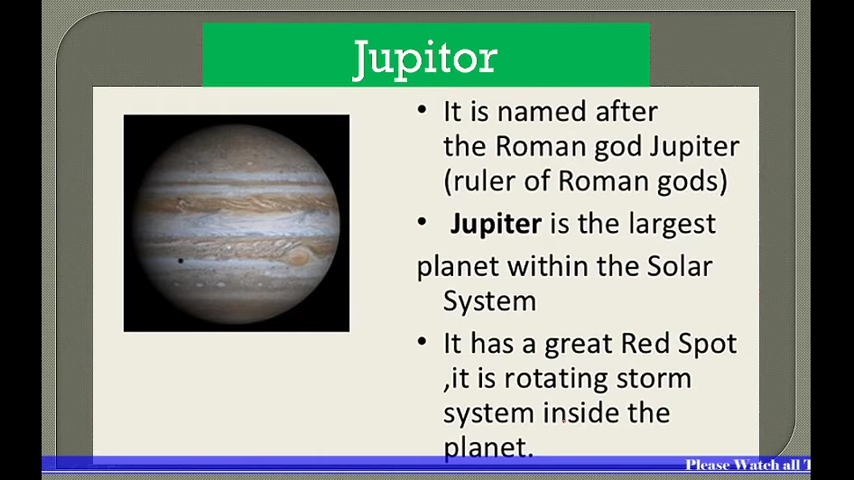 Jupitor
• It is named after
the Roman god Jupiter
(ruler of Roman gods)
• Jupiter is the largest
planet within the Solar
System
• It has a great Red Spot
,it is rotating storm
system inside the
planet.
Please Watch all T